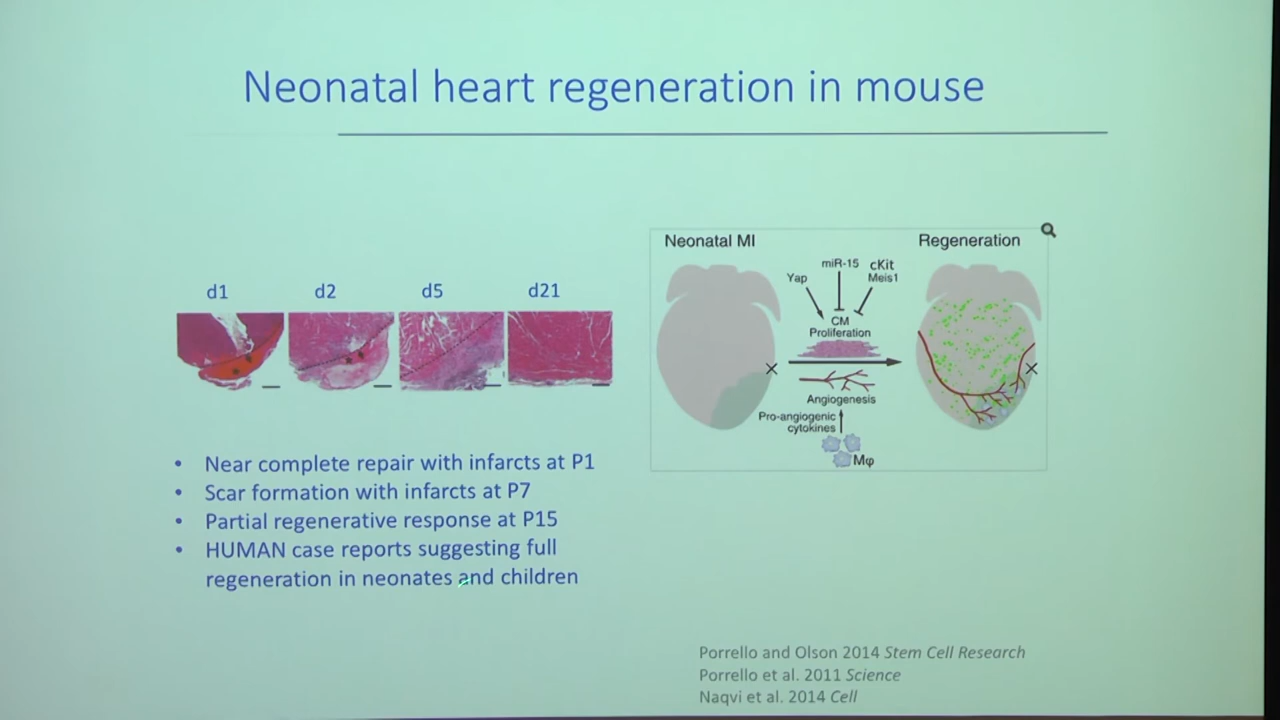 Neonatal heart regeneration in mouse
d1 d2 d5 d21
Neonatal MI
Regeneration
miR-15 cKit
Yap Meis1
CM
Proliferation
Angiogenesis
Pro-angiogenic
cytokines
Mφ
• Near complete repair with infarcts at P1
• Scar formation with infarcts at P7
• Partial regenerative response at P15
• HUMAN case reports suggesting full
regeneration in neonates and children
Porrello and Olson 2014 Stem Cell Research
Porrello et al. 2011 Science
Naqvi et al. 2014 Cell